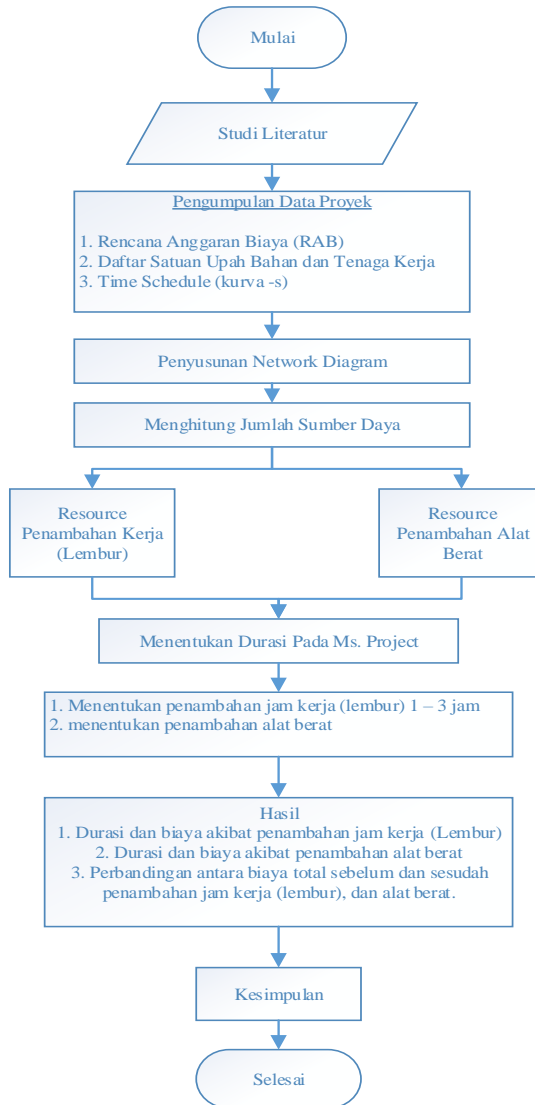 Mulai
Studi Literatur
Pengumpulan Data Proyek
1. Rencana Anggaran Biaya (RAB)
2. Daftar Satuan Upah Bahan dan Tenaga Kerja
3. Time Schedule (kurva -s)
Penyusunan Network Diagram
Menghitung Jumlah Sumber Daya
Resource
Penambahan Kerja
(Lembur)
Resource
Penambahan Alat
Berat
Menentukan Durasi Pada Ms. Project
1. Menentukan penambahan jam kerja (lembur) 1 – 3 jam
2. menentukan penambahan alat berat
Hasil
1. Durasi dan biaya akibat penambahan jam kerja (Lembur)
2. Durasi dan biaya akibat penambahan alat berat
3. Perbandingan antara biaya total sebelum dan sesudah
penambahan jam kerja (lembur), dan alat berat.
Kesimpulan
Selesai